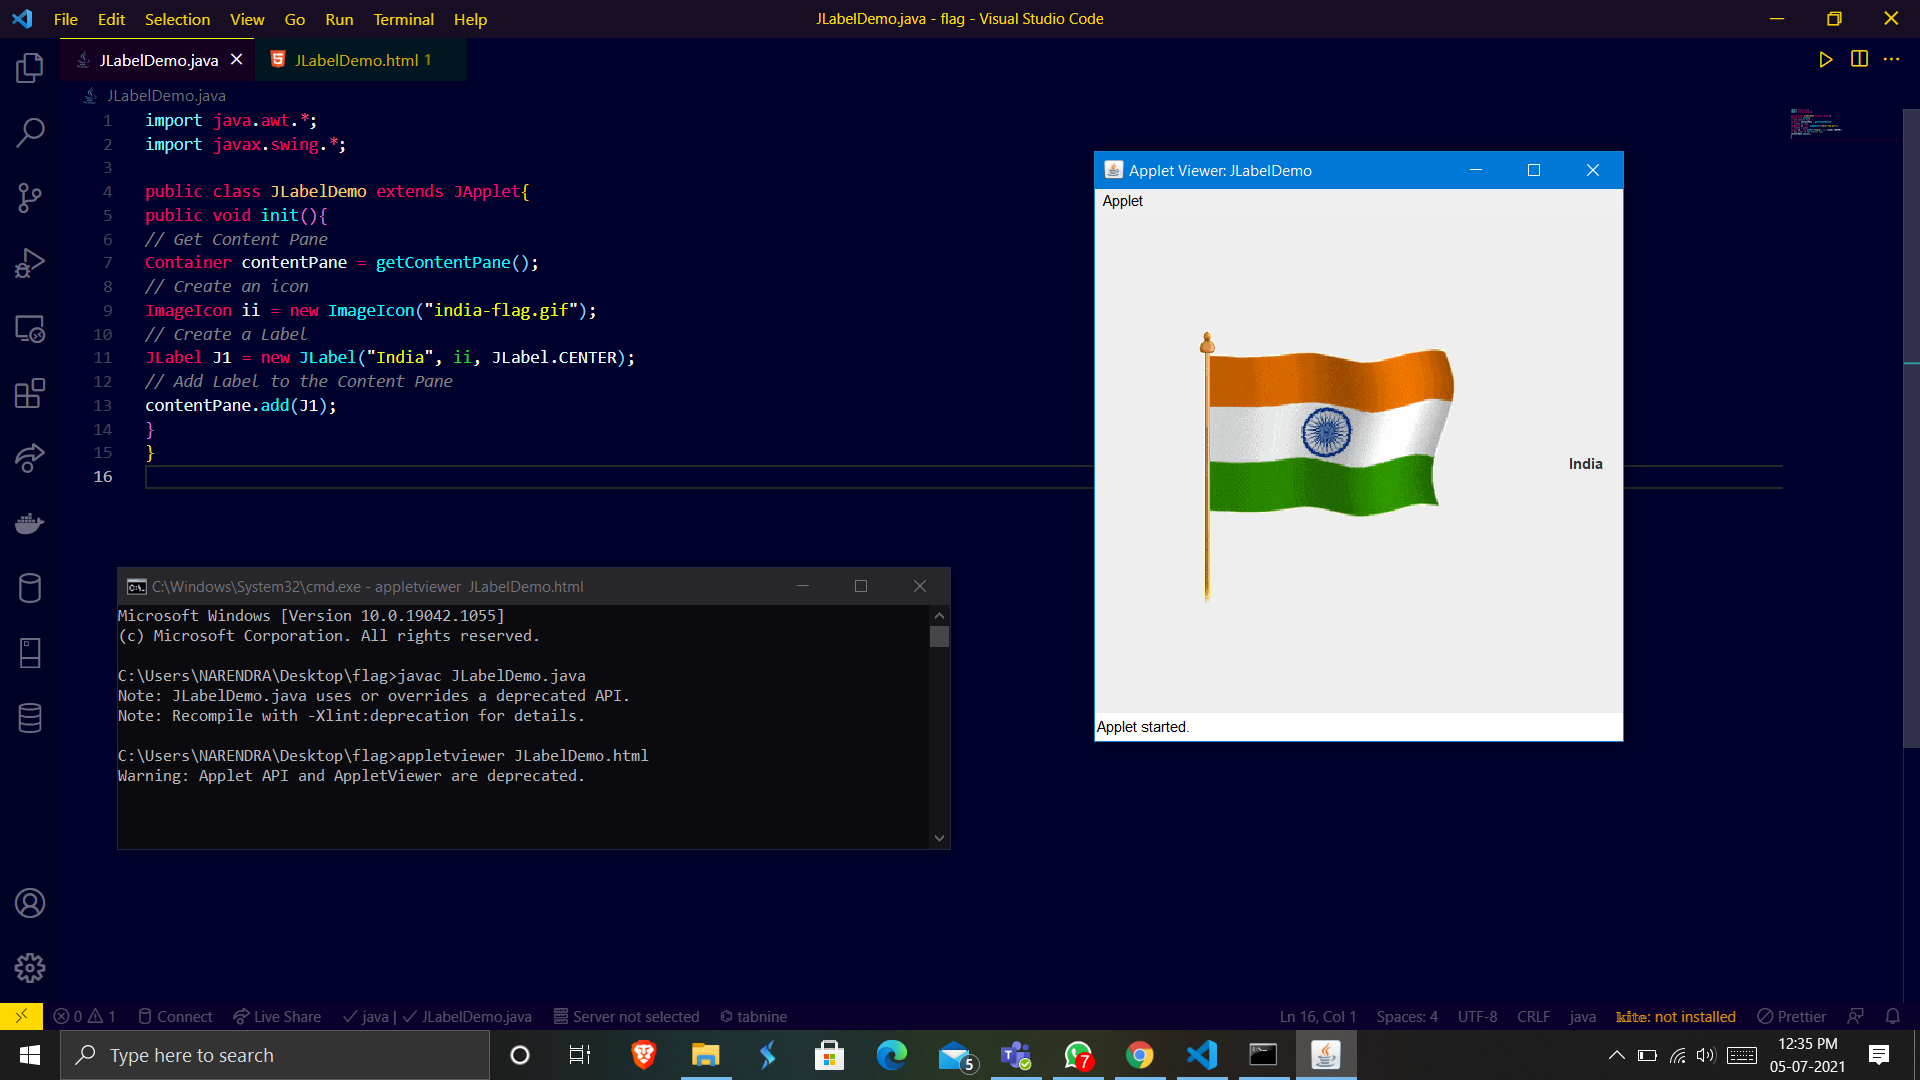 File Edit Selection View Go Run Terminal Help
JLabelDemo.java - flag - Visual Studio Code
JLabelDemo.java
JLabelDemo.html 1
JLabelDemo.java
1 import java.awt.*;
2 import javax.swing.*;
3
4 public class JLabelDemo extends JApplet{
5 public void init(){
6 // Get Content Pane
7 Container contentPane = getContentPane();
8 // Create an icon
9 ImageIcon ii = new ImageIcon("india-flag.gif");
10 // Create a Label
11 JLabel J1 = new JLabel("India", ii, JLabel.CENTER);
12 // Add Label to the Content Pane
13 contentPane.add(J1);
14 }
15 }
16
Applet Viewer: JLabelDemo
Applet
India
Applet started.
C:\Windows\System32\cmd.exe - appletviewer JLabelDemo.html
Microsoft Windows [Version 10.0.19042.1055]
(c) Microsoft Corporation. All rights reserved.
C:\Users\NARENDRA\Desktop\flag>javac JLabelDemo.java
Note: JLabelDemo.java uses or overrides a deprecated API.
Note: Recompile with -Xlint:deprecation for details.
C:\Users\NARENDRA\Desktop\flag>appletviewer JLabelDemo.html
Warning: Applet API and AppletViewer are deprecated.
0 1 Connect Live Share java | JLabelDemo.java Server not selected tabnine
Ln 16, Col 1 Spaces: 4 UTF-8 CRLF java kite: not installed Prettier
Type here to search
5
7
12:35 PM
05-07-2021